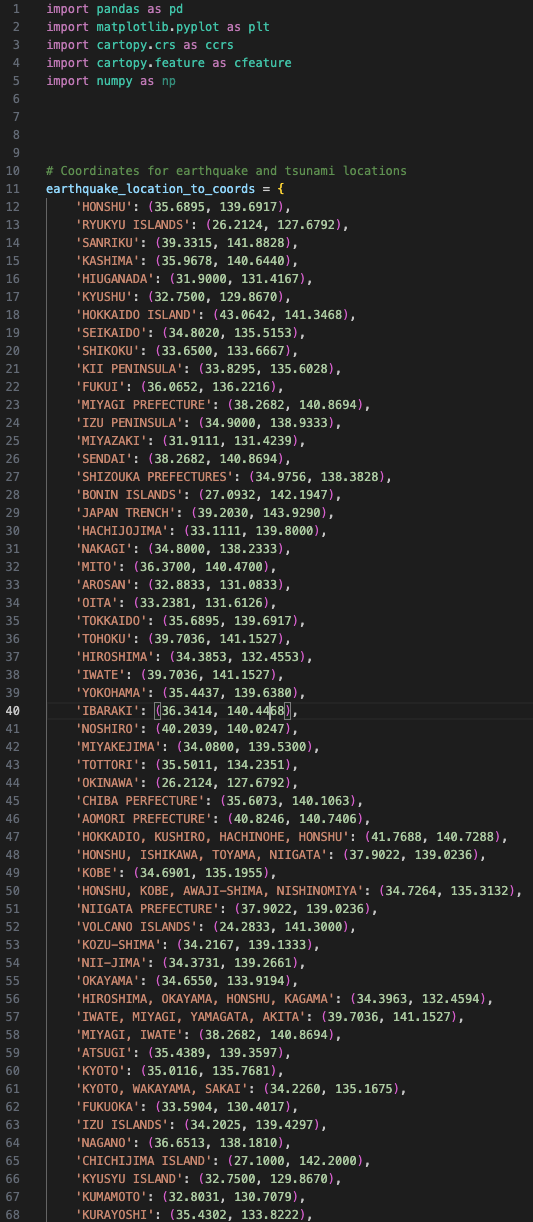 1 import pandas as pd
2 import matplotlib.pyplot as plt
3 import cartopy.crs as ccrs
4 import cartopy.feature as cfeature
5 import numpy as np
6
7
8
9
10 # Coordinates for earthquake and tsunami locations
11 earthquake_location_to_coords = {
12 'HONSHU': (35.6895, 139.6917),
13 'RYUKYU ISLANDS': (26.2124, 127.6792),
14 'SANRIKU': (39.3315, 141.8828),
15 'KASHIMA': (35.9678, 140.6440),
16 'HIUGANADA': (31.9000, 131.4167),
17 'KYUSHU': (32.7500, 129.8670),
18 'HOKKAIDO ISLAND': (43.0642, 141.3468),
19 'SEIKAIDO': (34.8020, 135.5153),
20 'SHIKOKU': (33.6500, 133.6667),
21 'KII PENINSULA': (33.8295, 135.6028),
22 'FUKUI': (36.0652, 136.2216),
23 'MIYAGI PREFECTURE': (38.2682, 140.8694),
24 'IZU PENINSULA': (34.9000, 138.9333),
25 'MIYAZAKI': (31.9111, 131.4239),
26 'SENDAI': (38.2682, 140.8694),
27 'SHIZOUKA PREFECTURES': (34.9756, 138.3828),
28 'BONIN ISLANDS': (27.0932, 142.1947),
29 'JAPAN TRENCH': (39.2030, 143.9290),
30 'HACHIJOJIMA': (33.1111, 139.8000),
31 'NAKAGI': (34.8000, 138.2333),
32 'MITO': (36.3700, 140.4700),
33 'AROSAN': (32.8833, 131.0833),
34 'OITA': (33.2381, 131.6126),
35 'TOKKAIDO': (35.6895, 139.6917),
36 'TOHOKU': (39.7036, 141.1527),
37 'HIROSHIMA': (34.3853, 132.4553),
38 'IWATE': (39.7036, 141.1527),
39 'YOKOHAMA': (35.4437, 139.6380),
40 'IBARAKI': (36.3414, 140.4468),
41 'NOSHIRO': (40.2039, 140.0247),
42 'MIYAKEJIMA': (34.0800, 139.5300),
43 'TOTTORI': (35.5011, 134.2351),
44 'OKINAWA': (26.2124, 127.6792),
45 'CHIBA PERFECTURE': (35.6073, 140.1063),
46 'AOMORI PREFECTURE': (40.8246, 140.7406),
47 'HOKKADIO, KUSHIRO, HACHINOHE, HONSHU': (41.7688, 140.7288),
48 'HONSHU, ISHIKAWA, TOYAMA, NIIGATA': (37.9022, 139.0236),
49 'KOBE': (34.6901, 135.1955),
50 'HONSHU, KOBE, AWAJI-SHIMA, NISHINOMIYA': (34.7264, 135.3132),
51 'NIIGATA PREFECTURE': (37.9022, 139.0236),
52 'VOLCANO ISLANDS': (24.2833, 141.3000),
53 'KOZU-SHIMA': (34.2167, 139.1333),
54 'NII-JIMA': (34.3731, 139.2661),
55 'OKAYAMA': (34.6550, 133.9194),
56 'HIROSHIMA, OKAYAMA, HONSHU, KAGAMA': (34.3963, 132.4594),
57 'IWATE, MIYAGI, YAMAGATA, AKITA': (39.7036, 141.1527),
58 'MIYAGI, IWATE': (38.2682, 140.8694),
59 'ATSUGI': (35.4389, 139.3597),
60 'KYOTO': (35.0116, 135.7681),
61 'KYOTO, WAKAYAMA, SAKAI': (34.2260, 135.1675),
62 'FUKUOKA': (33.5904, 130.4017),
63 'IZU ISLANDS': (34.2025, 139.4297),
64 'NAGANO': (36.6513, 138.1810),
65 'CHICHIJIMA ISLAND': (27.1000, 142.2000),
66 'KYUSYU ISLAND': (32.7500, 129.8670),
67 'KUMAMOTO': (32.8031, 130.7079),
68 'KURAYOSHI': (35.4302, 133.8222),